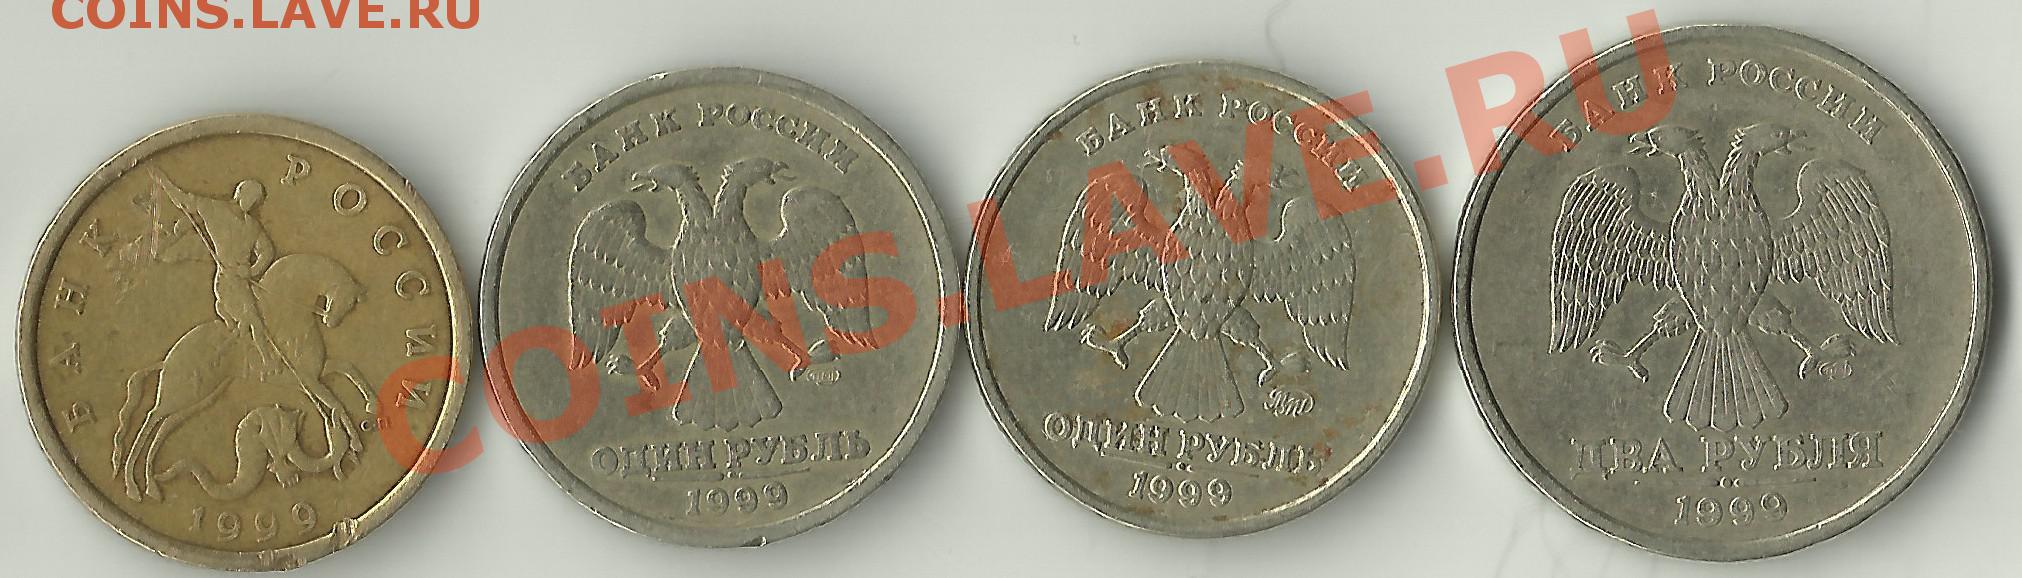 COINS.LAVE.RU
БАНК РОССИИ
1999
БАНК РОССИИ
ОДИН РУБЛЬ
1999
БАНК РОССИИ
ММД
ОДИН РУБЛЬ
1999
БАНК РОССИИ
ДВА РУБЛЯ
1999
COINS.LAVE.RU